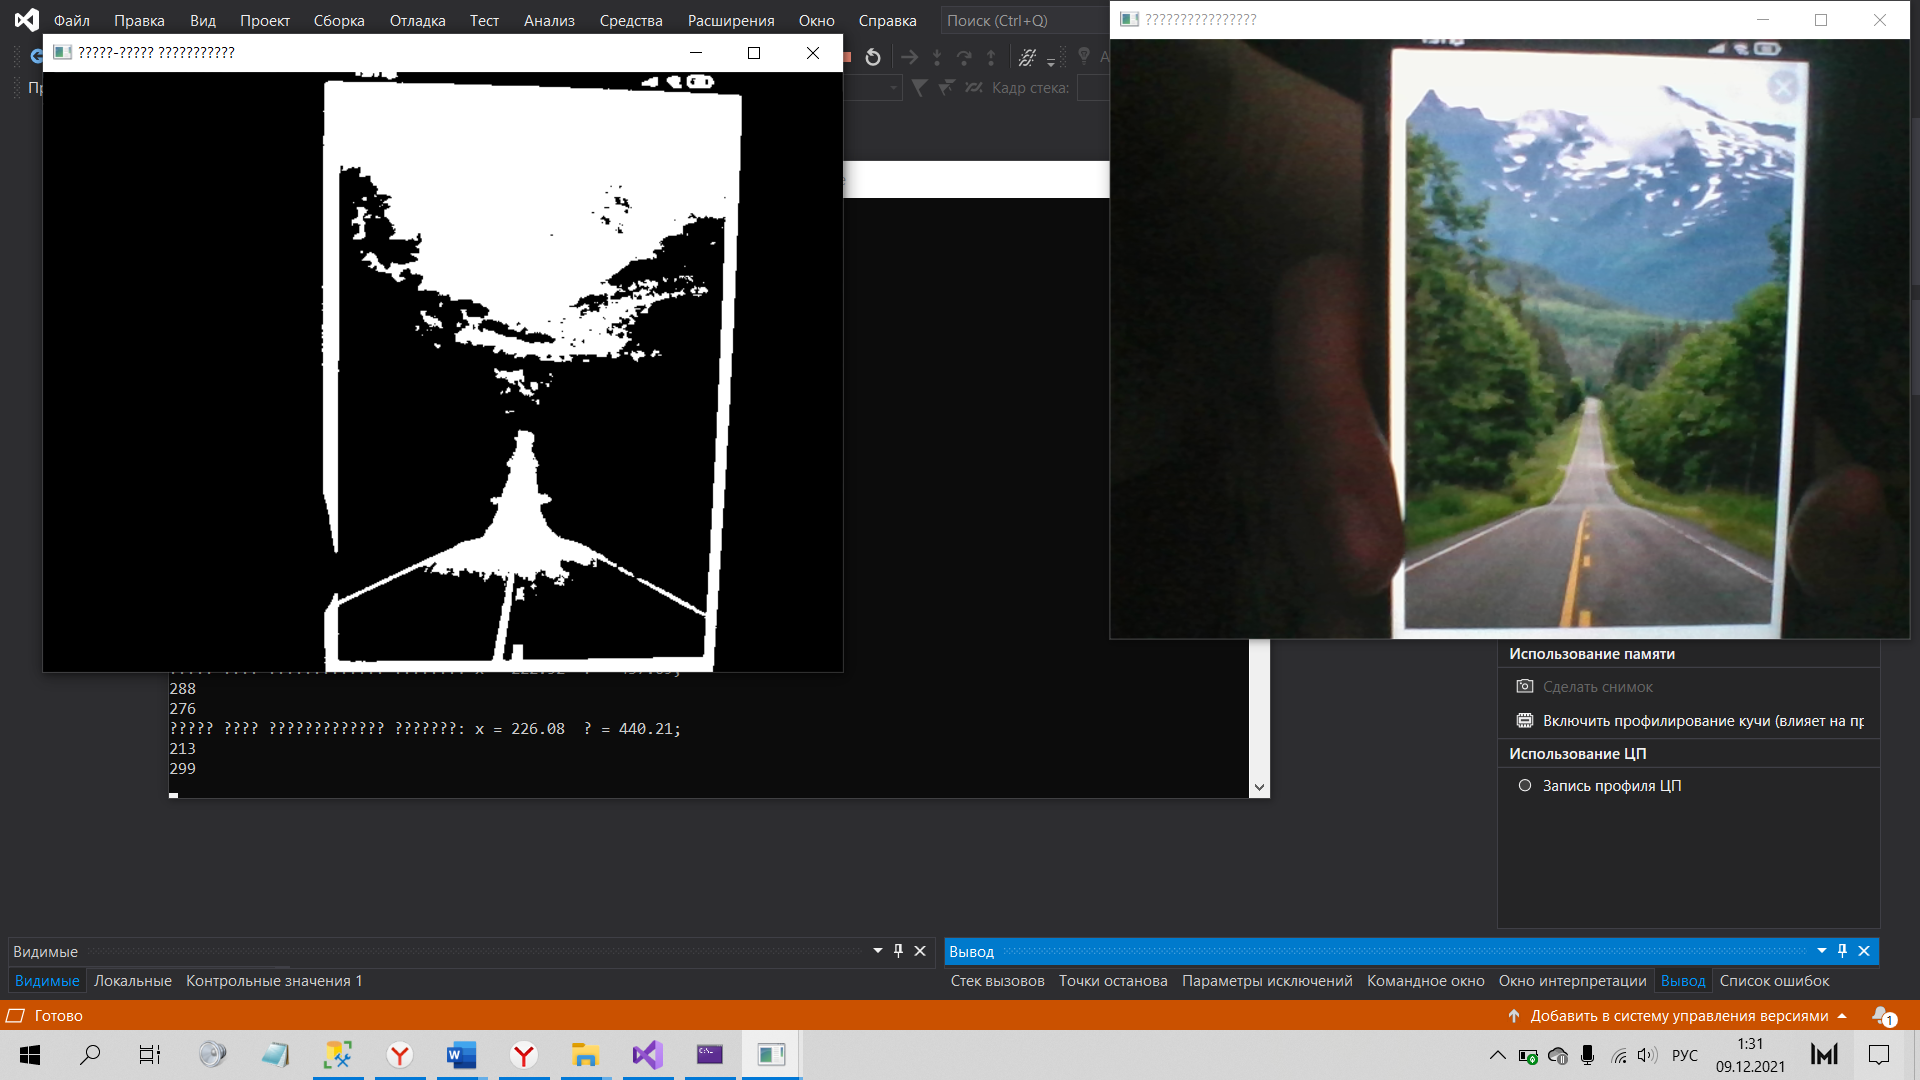 Файл Правка Вид Проект Сборка Отладка Тест Анализ Средства Расширения Окно Справка Поиск (Ctrl+Q)
????????????????
?????-????? ???????????
Кадр стека:
288
276
????? ???? ????????????? ???????: x = 226.08 ? = 440.21;
213
299
Использование памяти
Сделать снимок
Включить профилирование кучи (влияет на пр
Использование ЦП
Запись профиля ЦП
Видимые
Вывод
Видимые Локальные Контрольные значения 1
Стек вызовов Точки останова Параметры исключений Командное окно Окно интерпретации Вывод Список ошибок
Готово
Добавить в систему управления версиями
1
РУС
1:31
09.12.2021